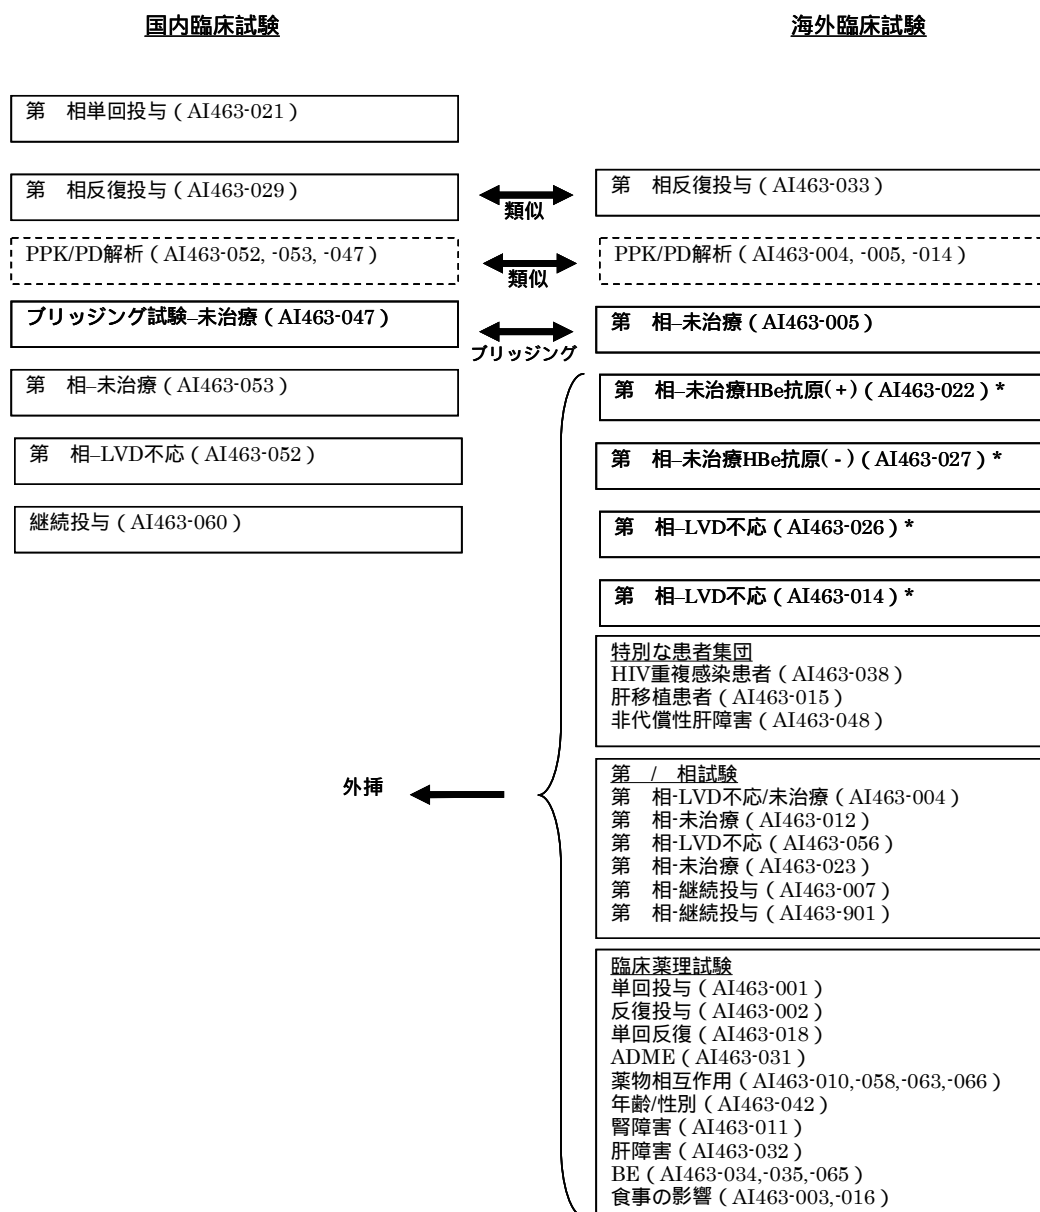 国内臨床試験
海外臨床試験
第　相単回投与（AI463-021）
第　相反復投与（AI463-029）
類似
第　相反復投与（AI463-033）
PPK/PD解析（AI463-052, -053, -047）
類似
PPK/PD解析（AI463-004, -005, -014）
ブリッジング試験–未治療（AI463-047）
ブリッジング
第　相–未治療（AI463-005）
第　相–未治療（AI463-053）
第　相–LVD不応（AI463-052）
継続投与（AI463-060）
第　相–未治療HBe抗原(+)（AI463-022）*
第　相–未治療HBe抗原(-)（AI463-027）*
第　相–LVD不応（AI463-026）*
第　相–LVD不応（AI463-014）*
特別な患者集団
HIV重複感染患者（AI463-038）
肝移植患者（AI463-015）
非代償性肝障害（AI463-048）
外挿
第　/　相試験
第　相-LVD不応/未治療（AI463-004）
第　相-未治療（AI463-012）
第　相-LVD不応（AI463-056）
第　相-未治療（AI463-023）
第　相-継続投与（AI463-007）
第　相-継続投与（AI463-901）
臨床薬理試験
単回投与（AI463-001）
反復投与（AI463-002）
単回反復（AI463-018）
ADME（AI463-031）
薬物相互作用（AI463-010,-058,-063,-066）
年齢/性別（AI463-042）
腎障害（AI463-011）
肝障害（AI463-032）
BE（AI463-034,-035,-065）
食事の影響（AI463-003,-016）